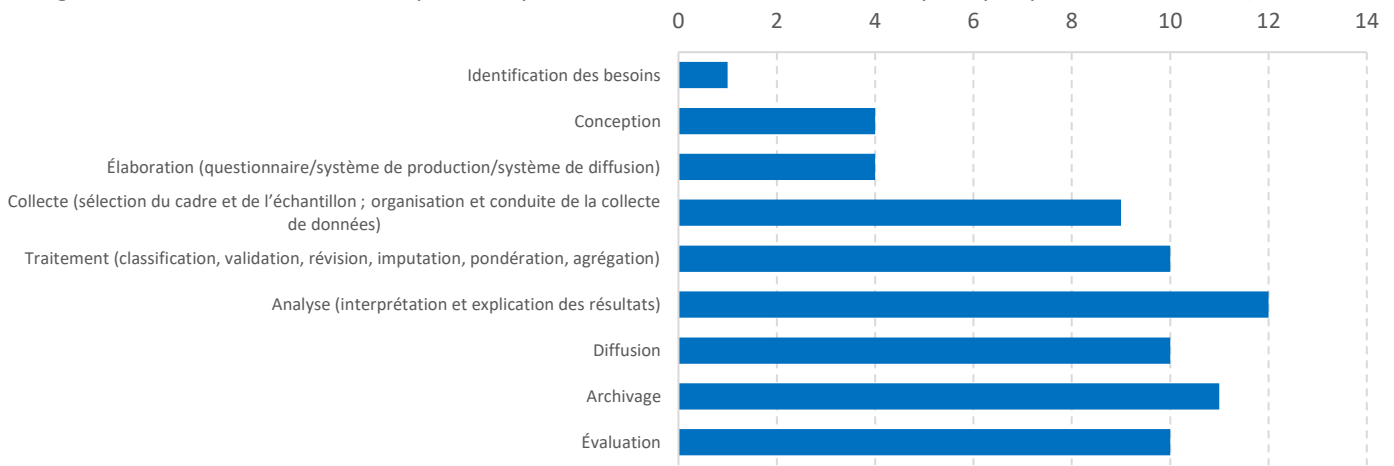 0 2 4 6 8 10 12 14
Identification des besoins
Conception
Élaboration (questionnaire/système de production/système de diffusion)
Collecte (sélection du cadre et de l’échantillon ; organisation et conduite de la collecte
de données)
Traitement (classification, validation, révision, imputation, pondération, agrégation)
Analyse (interprétation et explication des résultats)
Diffusion
Archivage
Évaluation